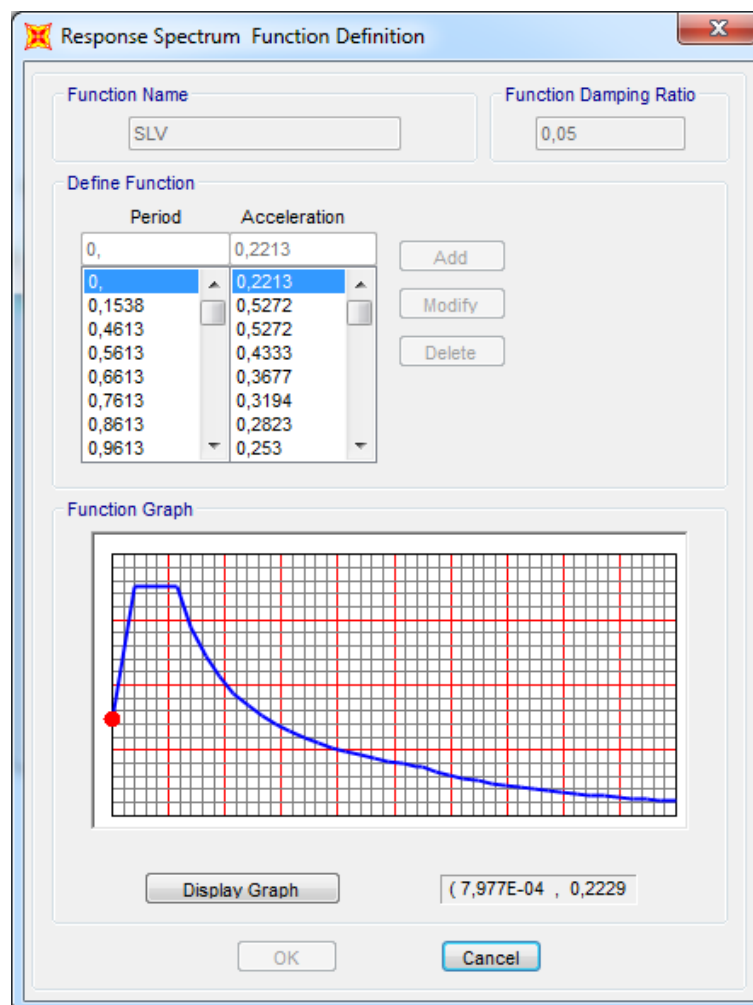 Response Spectrum Function Definition
X
Function Name
Function Damping Ratio
SLV
0,05
Define Function
Period Acceleration
0, 0,2213
Add
0, 0,2213
0,1538 0,5272
Modify
0,4613 0,5272
0,5613 0,4333
Delete
0,6613 0,3677
0,7613 0,3194
0,8613 0,2823
0,9613 0,253
Function Graph
Display Graph
( 7,977E-04 , 0,2229
OK
Cancel